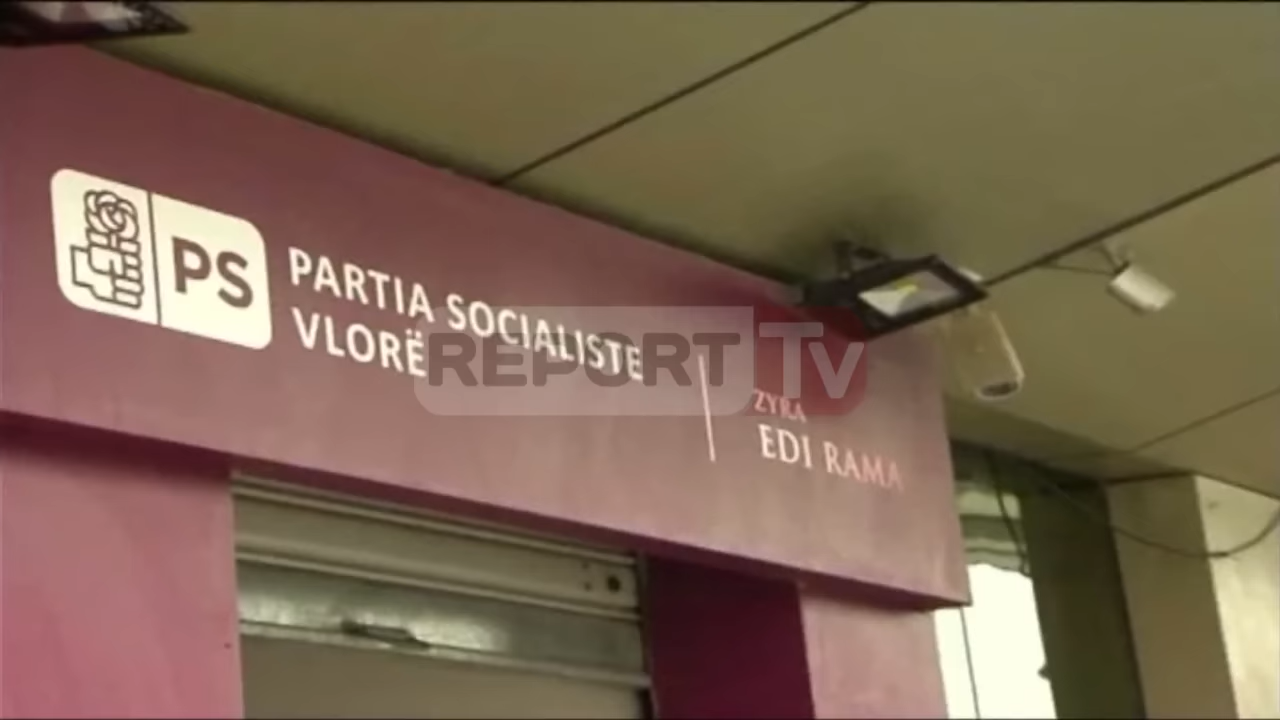 PS
PARTIA SOCIALISTE
VLORË
ZYRA
EDI RAMA
REPORT Tv